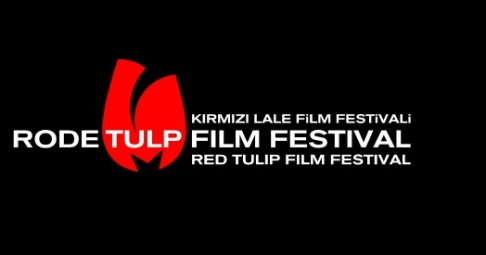 KIRMIZI LALE FiLM FESTiVALi
RODE TULP FILM FESTIVAL
RED TULIP FILM FESTIVAL